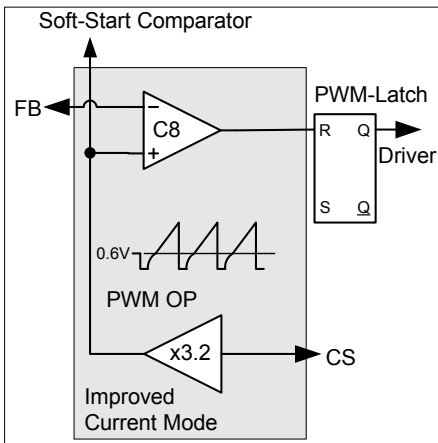 Soft-Start Comparator
FB
−
C8
+
PWM-Latch
R Q
Driver
S Q
0.6V
PWM OP
x3.2
CS
Improved
Current Mode